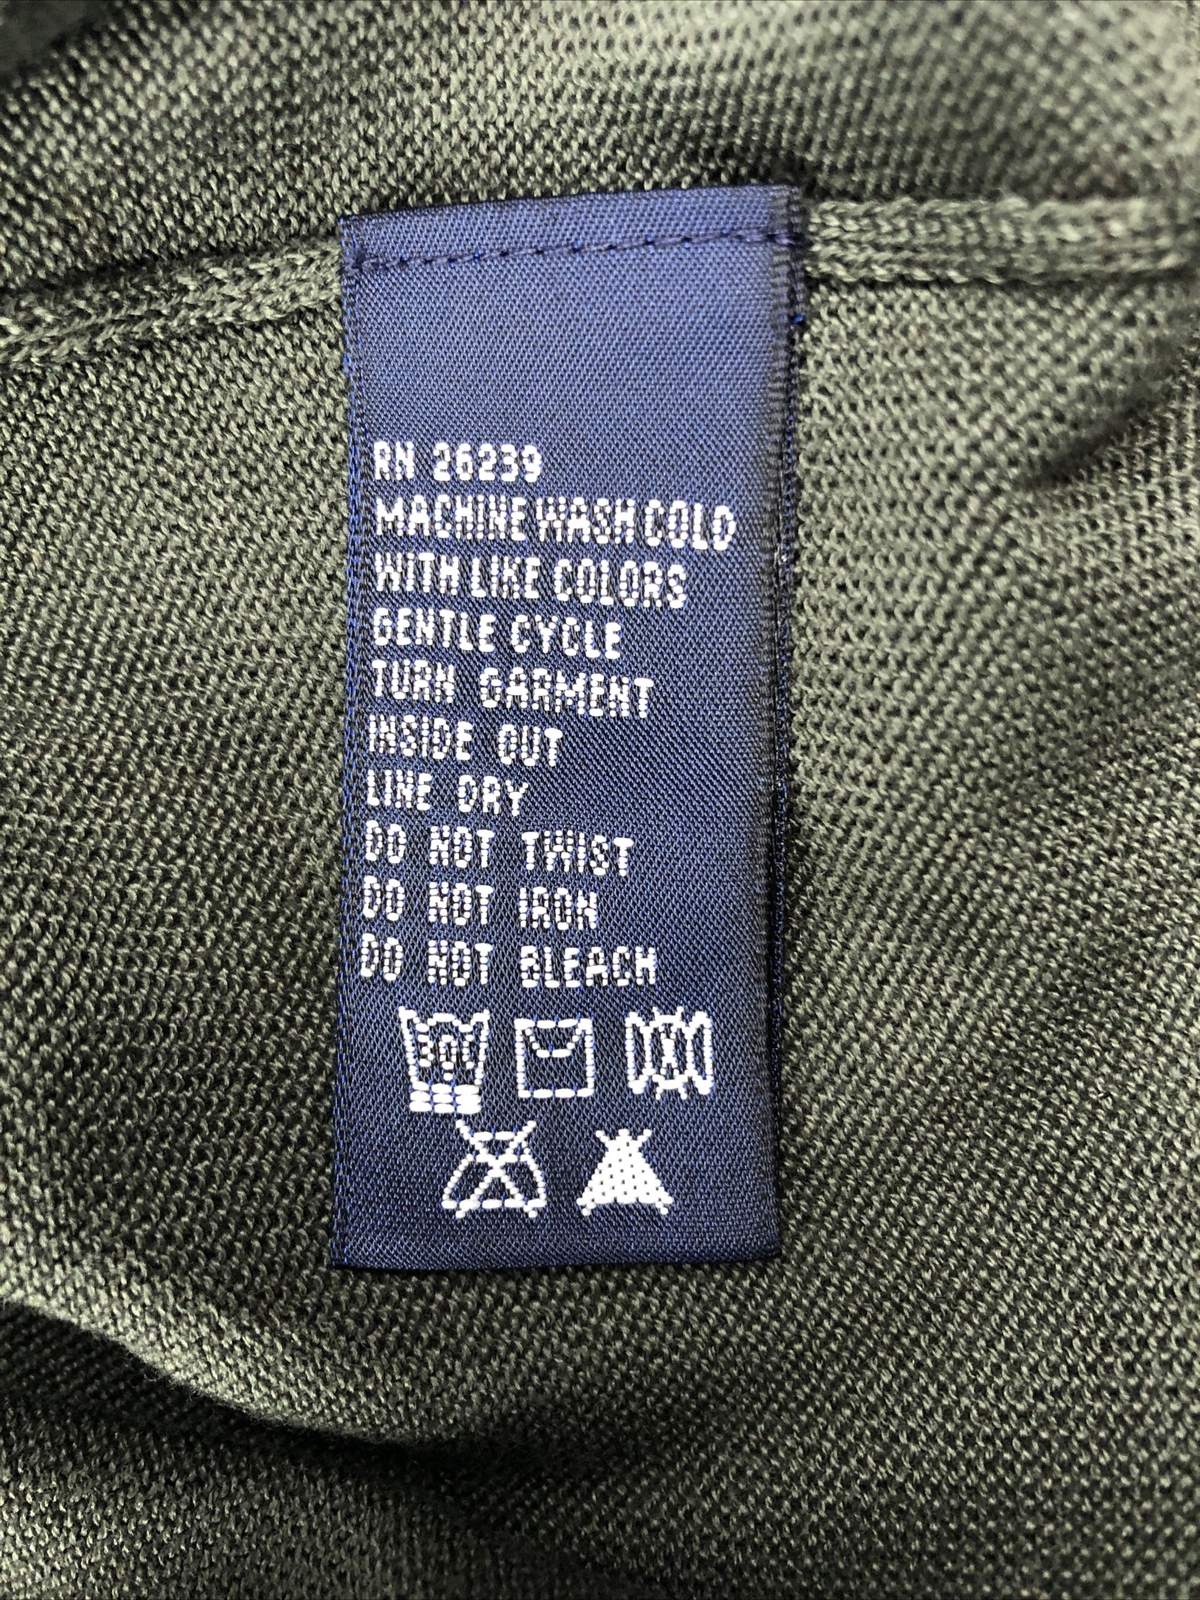 RN 26239
MACHINE WASH COLD
WITH LIKE COLORS
GENTLE CYCLE
TURN GARMENT
INSIDE OUT
LINE DRY
DO NOT TWIST
DO NOT IRON
DO NOT BLEACH
30C